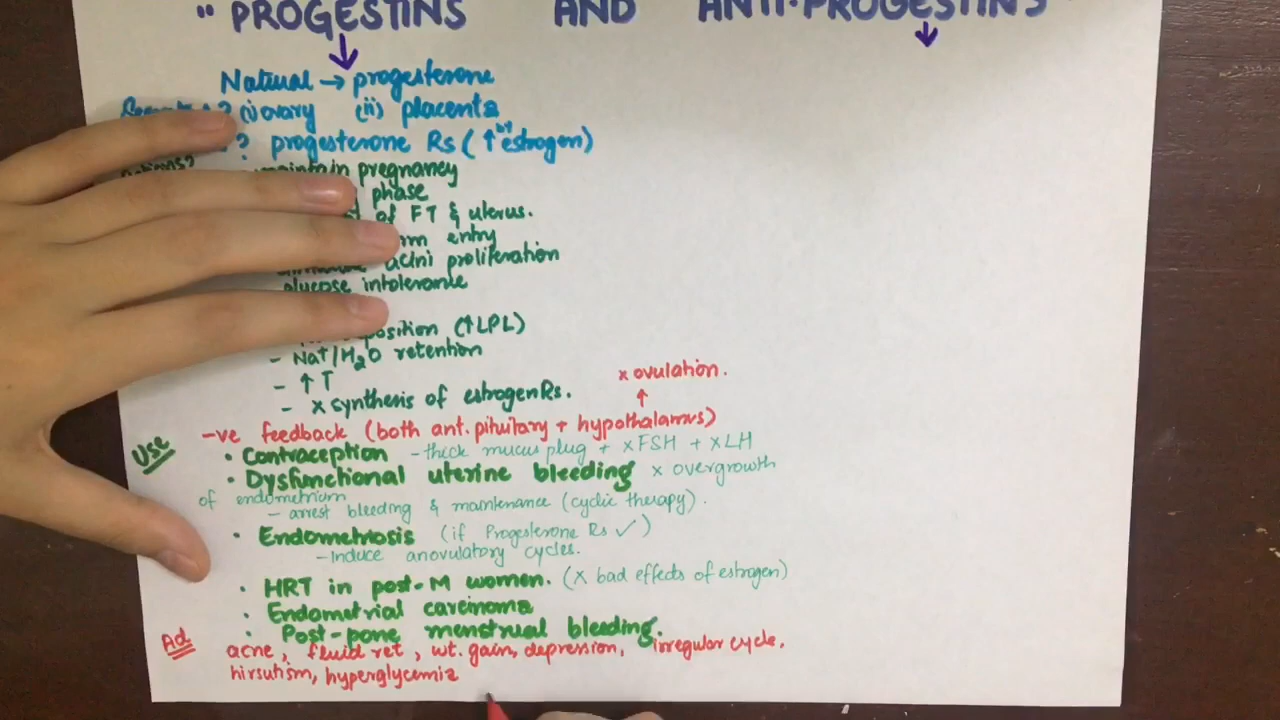 " PROGESTINS AND ANTI-PROGESTINS "
Natural → progesterone
? (i) ovary (ii) placenta
? progesterone Rs ( ↑ by estrogen)
Actions? maintain pregnancy
phase
of FT & uterus.
entry
acini proliferation
glucose intolerance
(↑LPL)
- Na+/H2O retention
- ↑ T
- x synthesis of estrogen Rs.
x ovulation.
↑
-ve feedback (both ant. pituitary + hypothalamus)
Use
• Contraception - thick mucus plug + x FSH + x LH
• Dysfunctional uterine bleeding x overgrowth
of endometrium
- arrest bleeding & maintenance (cyclic therapy).
• Endometriosis (if Progesterone Rs ✓)
- Induce anovulatory cycles.
• HRT in post-M women. (x bad effects of estrogen)
• Endometrial carcinoma
• Post-pone menstrual bleeding.
Ad acne, fluid ret, wt. gain, depression, irregular cycle,
hirsutism, hyperglycemia